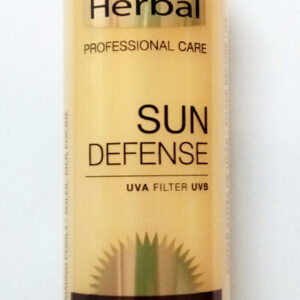 Herbal
PROFESSIONAL CARE
SUN
DEFENSE
UVA FILTER UVB